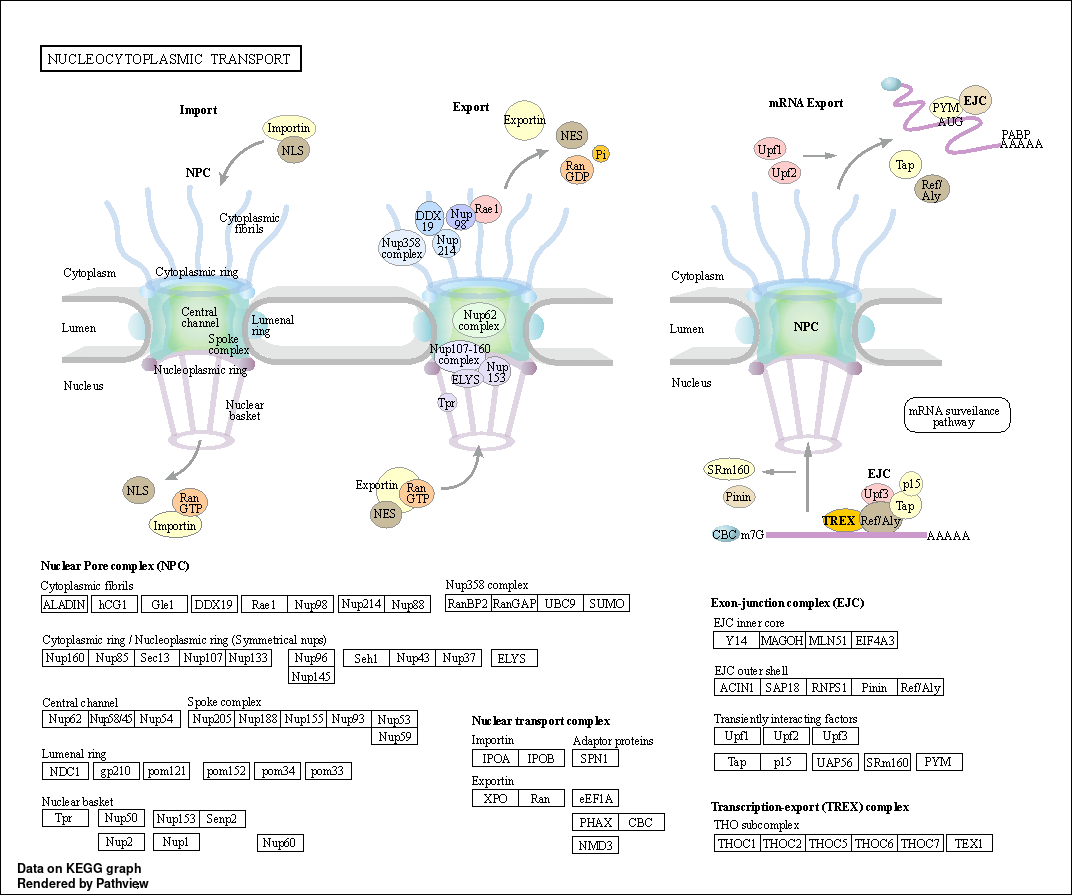 NUCLEOCYTOPLASMIC TRANSPORT
Import
Importin
NLS
NPC
Cytoplasmic
fibrils
Cytoplasm
Cytoplasmic ring
Central
channel
Lumenal
ring
Lumen
Spoke
complex
Nucleoplasmic ring
Nucleus
Nuclear
basket
NLS
Ran
GTP
Importin
Export
Exportin
NES
Pi
Ran
GDP
DDX
19
Nup
98
Rae1
Nup358
complex
Nup
214
Nup62
complex
Nup107-160
complex
Nup
153
ELYS
Tpr
Exportin
Ran
GTP
NES
mRNA Export
PYM
EJC
AUG
PABP
AAAAA
Upf1
Upf2
Tap
Ref/
Aly
Cytoplasm
Lumen
NPC
Nucleus
mRNA surveilance
pathway
SRm160
Pinin
EJC
Upf3
p15
Tap
TREX
Ref/Aly
CBC
m7G
AAAAA
Nuclear Pore complex (NPC)
Cytoplasmic fibrils
ALADIN hCG1 Gle1 DDX19 Rae1 Nup98 Nup214 Nup88
Nup358 complex
RanBP2 RanGAP UBC9 SUMO
Cytoplasmic ring / Nucleoplasmic ring (Symmetrical nups)
Nup160 Nup85 Sec13 Nup107 Nup133 Nup96 Seh1 Nup43 Nup37 ELYS
Nup145
Central channel
Nup62 Nup58/45 Nup54
Spoke complex
Nup205 Nup188 Nup155 Nup93 Nup53
Nup59
Lumenal ring
NDC1 gp210 pom121 pom152 pom34 pom33
Nuclear basket
Tpr Nup50 Nup153 Senp2
Nup2 Nup1 Nup60
Nuclear transport complex
Importin
IPOA IPOB
Adaptor proteins
SPN1
Exportin
XPO Ran eEF1A
PHAX CBC
NMD3
Exon-junction complex (EJC)
EJC inner core
Y14 MAGOH MLN51 EIF4A3
EJC outer shell
ACIN1 SAP18 RNPS1 Pinin Ref/Aly
Transiently interacting factors
Upf1 Upf2 Upf3
Tap p15 UAP56 SRm160 PYM
Transcription-export (TREX) complex
THO subcomplex
THOC1 THOC2 THOC5 THOC6 THOC7 TEX1
Data on KEGG graph
Rendered by Pathview